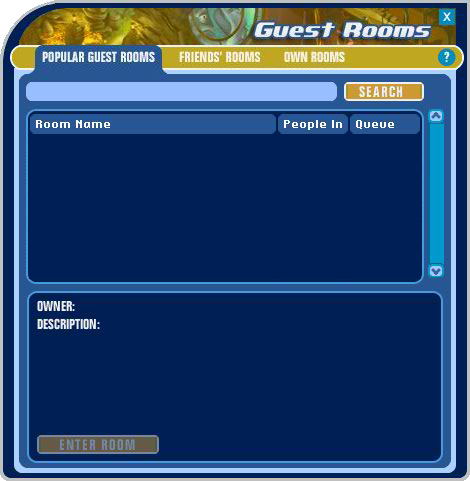 Guest Rooms X
POPULAR GUEST ROOMS FRIENDS' ROOMS OWN ROOMS ?
SEARCH
Room Name People In Queue
OWNER:
DESCRIPTION:
ENTER ROOM